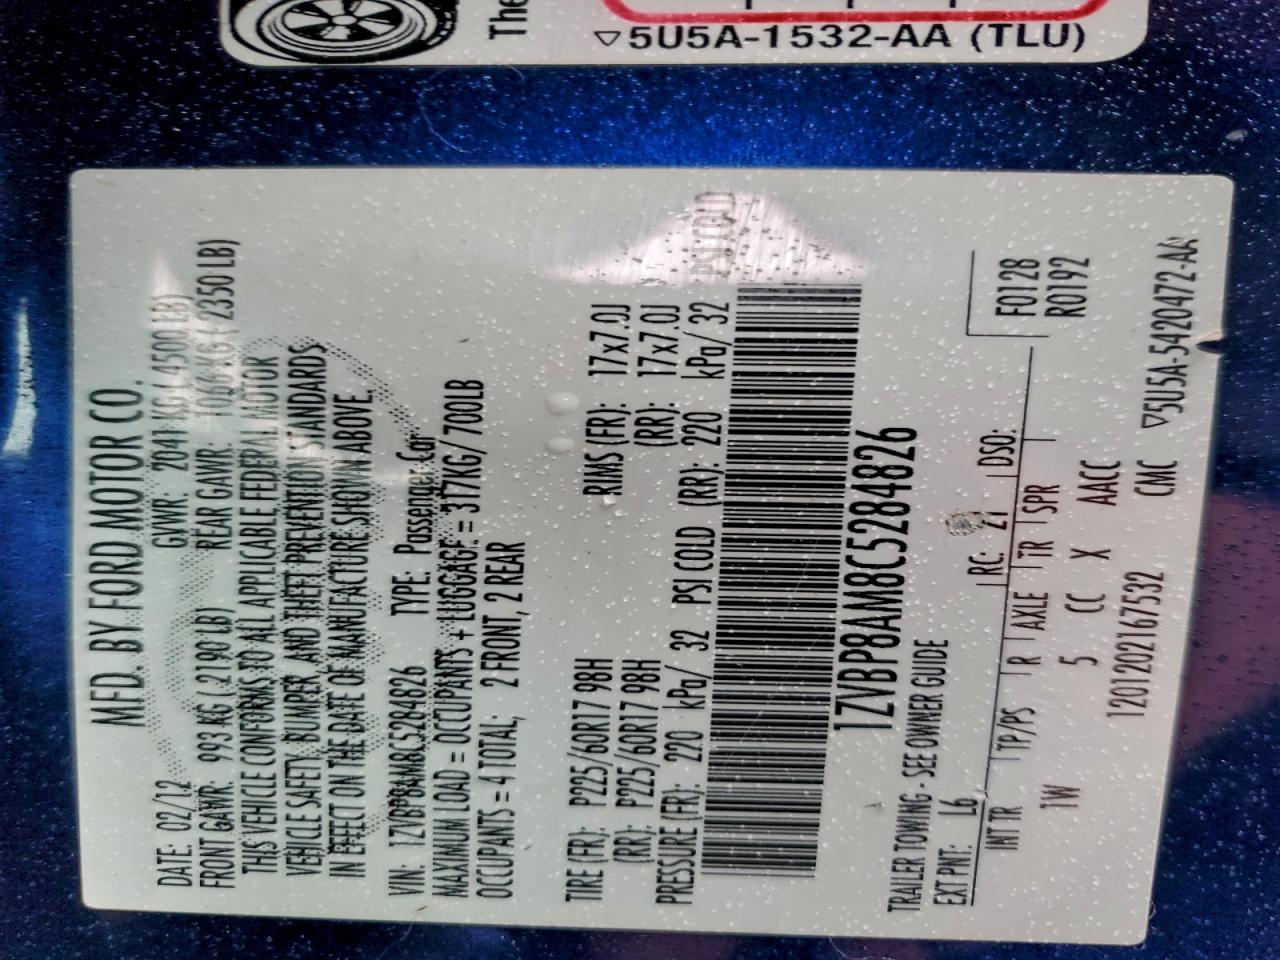 The
▽5U5A-1532-AA (TLU)
MFD. BY FORD MOTOR CO.
DATE: 02/12 GVWR: 2041 KG ( 4500 LB)
FRONT GAWR: 993 KG ( 2190 LB) REAR GAWR: 1066 KG ( 2350 LB)
THIS VEHICLE CONFORMS TO ALL APPLICABLE FEDERAL MOTOR
VEHICLE SAFETY, BUMPER, AND THEFT PREVENTION STANDARDS
IN EFFECT ON THE DATE OF MANUFACTURE SHOWN ABOVE.
VIN: 1ZVBP8AM8C5284826 TYPE: Passenger Car
MAXIMUM LOAD = OCCUPANTS + LUGGAGE = 317KG/ 700LB
OCCUPANTS = 4 TOTAL; 2 FRONT, 2 REAR
TIRE (FR): P225/60R17 98H RIMS (FR): 17x7.0J
(RR): P225/60R17 98H (RR): 17x7.0J
PRESSURE (FR): 220 kPa/ 32 PSI COLD (RR): 220 kPa/ 32 PSI COLD
1ZVBP8AM8C5284826
TRAILER TOWING - SEE OWNER GUIDE
EXT PNT: L6 RC: 21 DSO: F0128
R0192
INT TR TP/PS R AXLE TR SPR
1W 5 CC X AACC
1201202167532 CMC ▽5U5A-5420472-AA